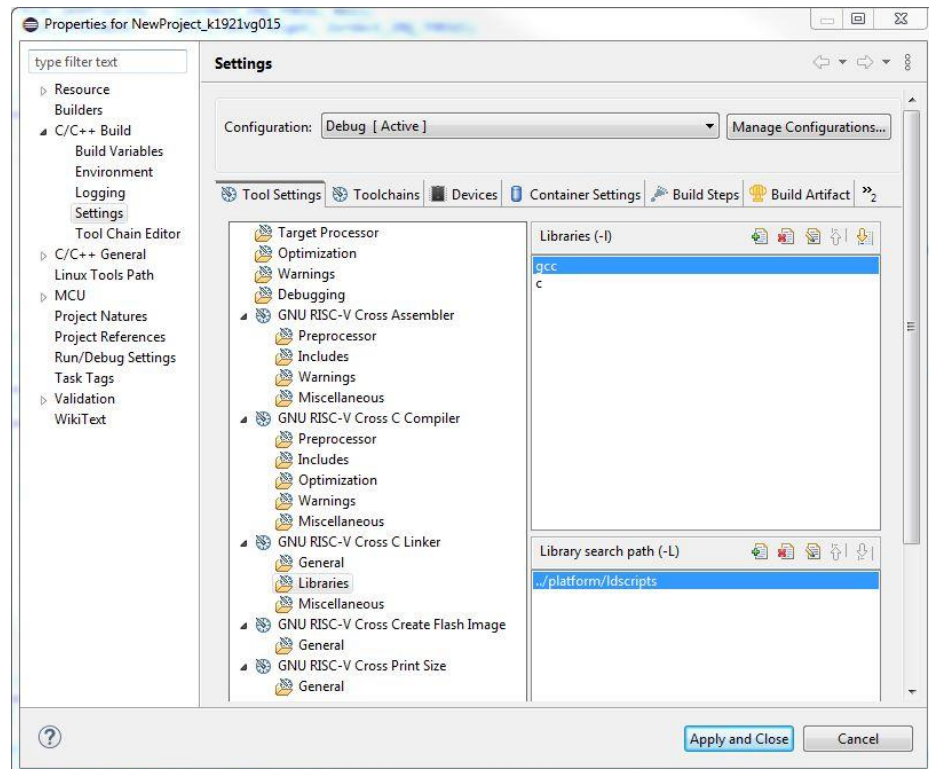 Properties for NewProject_k1921vg015
type filter text
Resource
Builders
C/C++ Build
Build Variables
Environment
Logging
Settings
Tool Chain Editor
C/C++ General
Linux Tools Path
MCU
Project Natures
Project References
Run/Debug Settings
Task Tags
Validation
WikiText
Settings
Configuration: Debug [ Active ] Manage Configurations...
Tool Settings Toolchains Devices Container Settings Build Steps Build Artifact »2
Target Processor
Optimization
Warnings
Debugging
GNU RISC-V Cross Assembler
Preprocessor
Includes
Warnings
Miscellaneous
GNU RISC-V Cross C Compiler
Preprocessor
Includes
Optimization
Warnings
Miscellaneous
GNU RISC-V Cross C Linker
General
Libraries
Miscellaneous
GNU RISC-V Cross Create Flash Image
General
GNU RISC-V Cross Print Size
General
Libraries (-l)
gcc
c
Library search path (-L)
../platform/ldscripts
?
Apply and Close Cancel